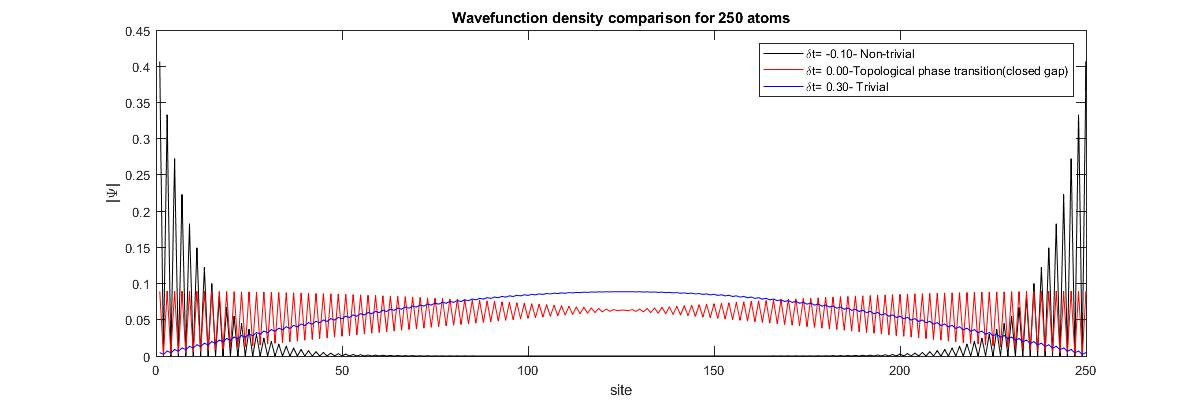 Wavefunction density comparison for 250 atoms
0.45
0.4
0.35
0.3
0.25
0.2
0.15
0.1
0.05
0
|Ψ|
δt= -0.10- Non-trivial
δt= 0.00-Topological phase transition(closed gap)
δt= 0.30- Trivial
0 50 100 150 200 250
site